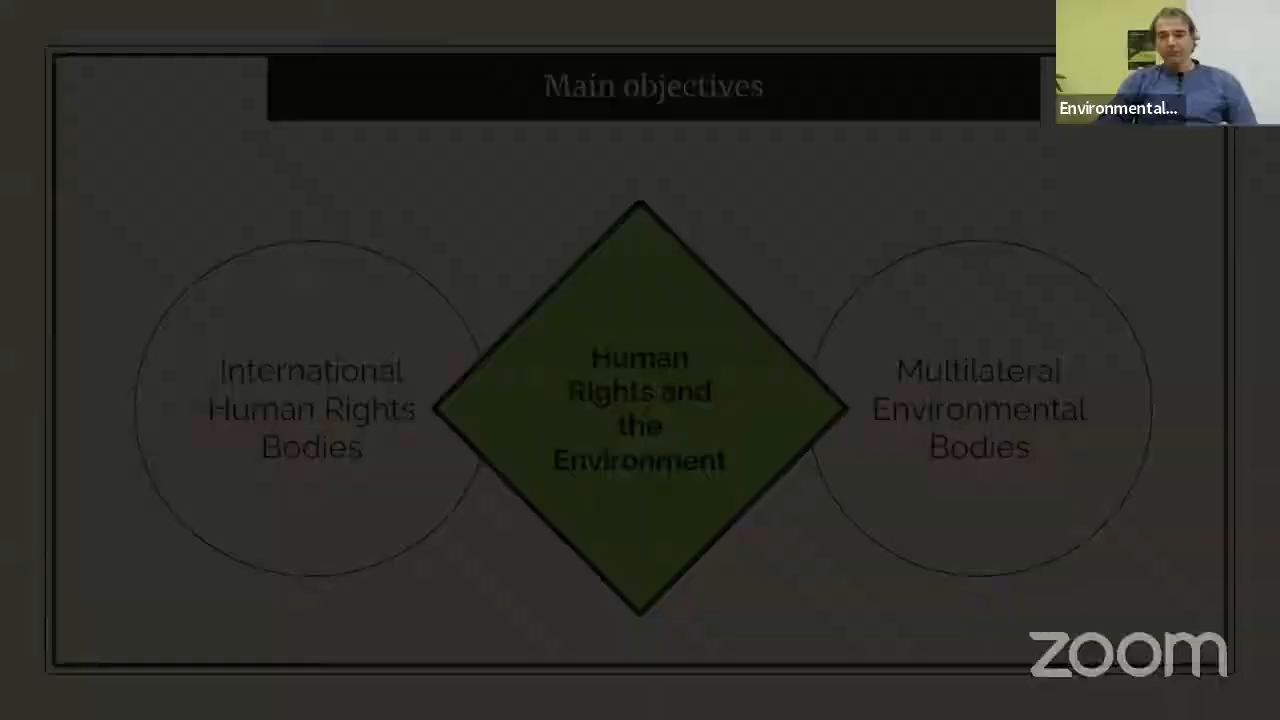 Main objectives
Environmental...
International
Human Rights
Bodies
Human
Rights and
the
Environment
Multilateral
Environmental
Bodies
zoom